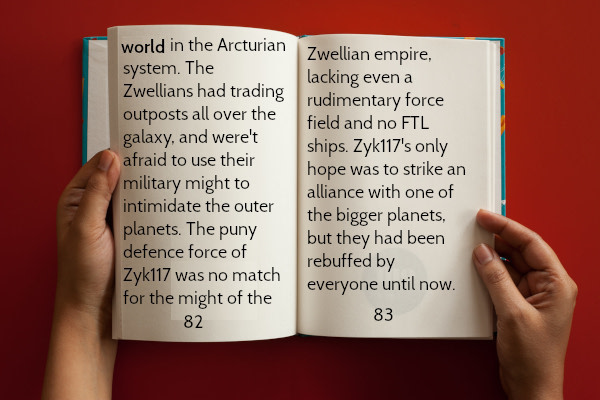 world in the Arcturian
system. The
Zwellians had trading
outposts all over the
galaxy, and were't
afraid to use their
military might to
intimidate the outer
planets. The puny
defence force of
Zyk117 was no match
for the might of the
82
Zwellian empire,
lacking even a
rudimentary force
field and no FTL
ships. Zyk117's only
hope was to strike an
alliance with one of
the bigger planets,
but they had been
rebuffed by
everyone until now.
83